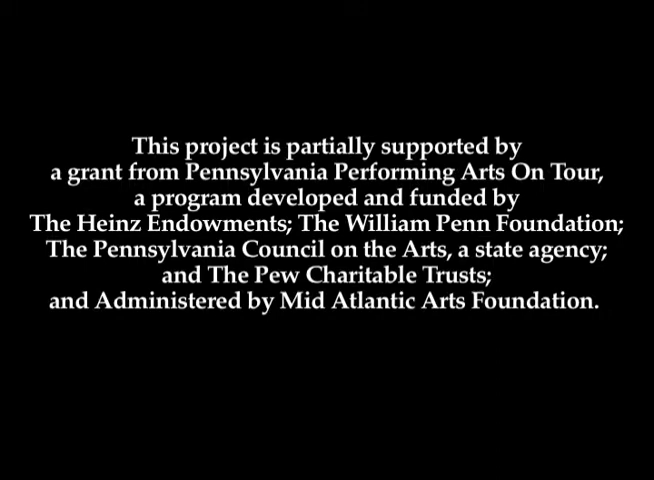 This project is partially supported by
a grant from Pennsylvania Performing Arts On Tour,
a program developed and funded by
The Heinz Endowments; The William Penn Foundation;
The Pennsylvania Council on the Arts, a state agency;
and The Pew Charitable Trusts;
and Administered by Mid Atlantic Arts Foundation.